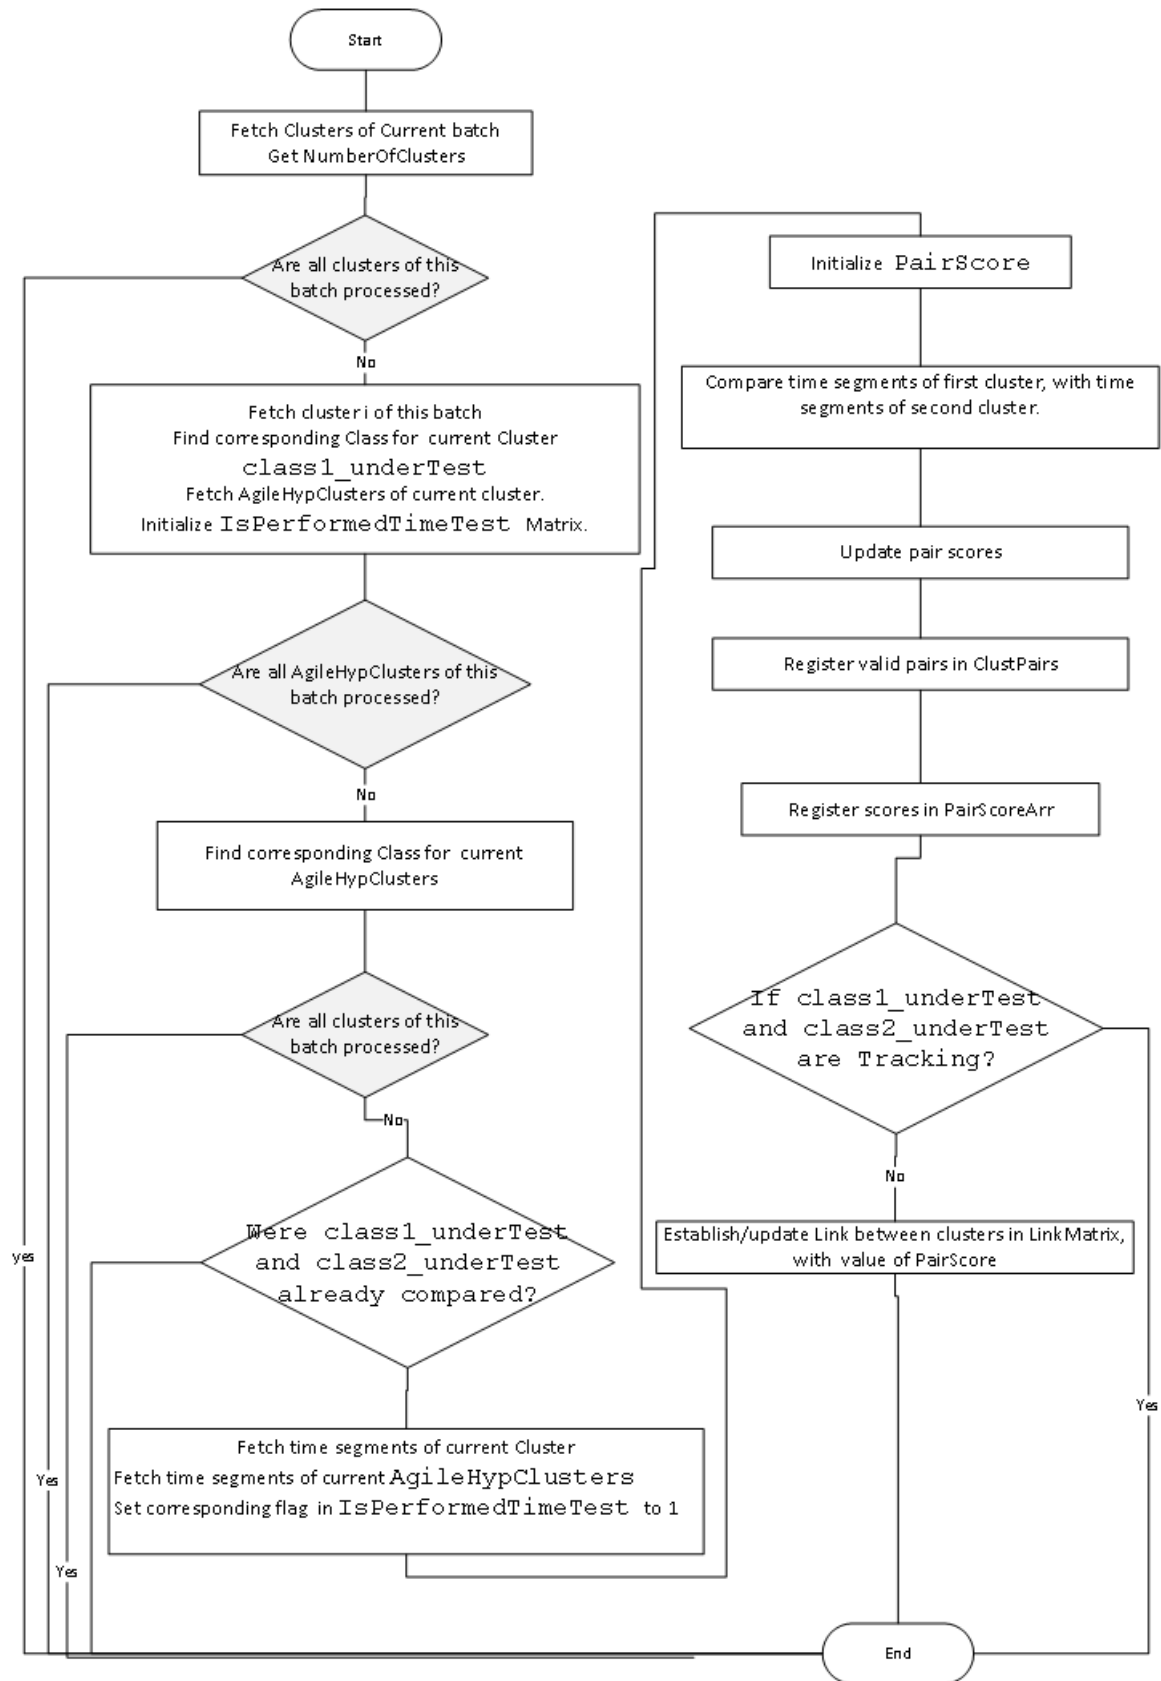 Start
Fetch Clusters of Current batch
Get NumberOfClusters
Are all clusters of this
batch processed?
No
Fetch cluster i of this batch
Find corresponding Class for current Cluster
class1_underTest
Fetch AgileHypClusters of current cluster.
Initialize IsPerformedTimeTest Matrix.
Are all AgileHypClusters of this
batch processed?
No
Find corresponding Class for current
AgileHypClusters
Are all clusters of this
batch processed?
No
Were class1_underTest
and class2_underTest
already compared?
yes
Fetch time segments of current Cluster
Fetch time segments of current AgileHypClusters
Set corresponding flag in IsPerformedTimeTest to 1
Yes
Yes
Initialize PairScore
Compare time segments of first cluster, with time
segments of second cluster.
Update pair scores
Register valid pairs in ClustPairs
Register scores in PairScoreArr
If class1_underTest
and class2_underTest
are Tracking?
No
Establish/update Link between clusters in LinkMatrix,
with value of PairScore
Yes
End